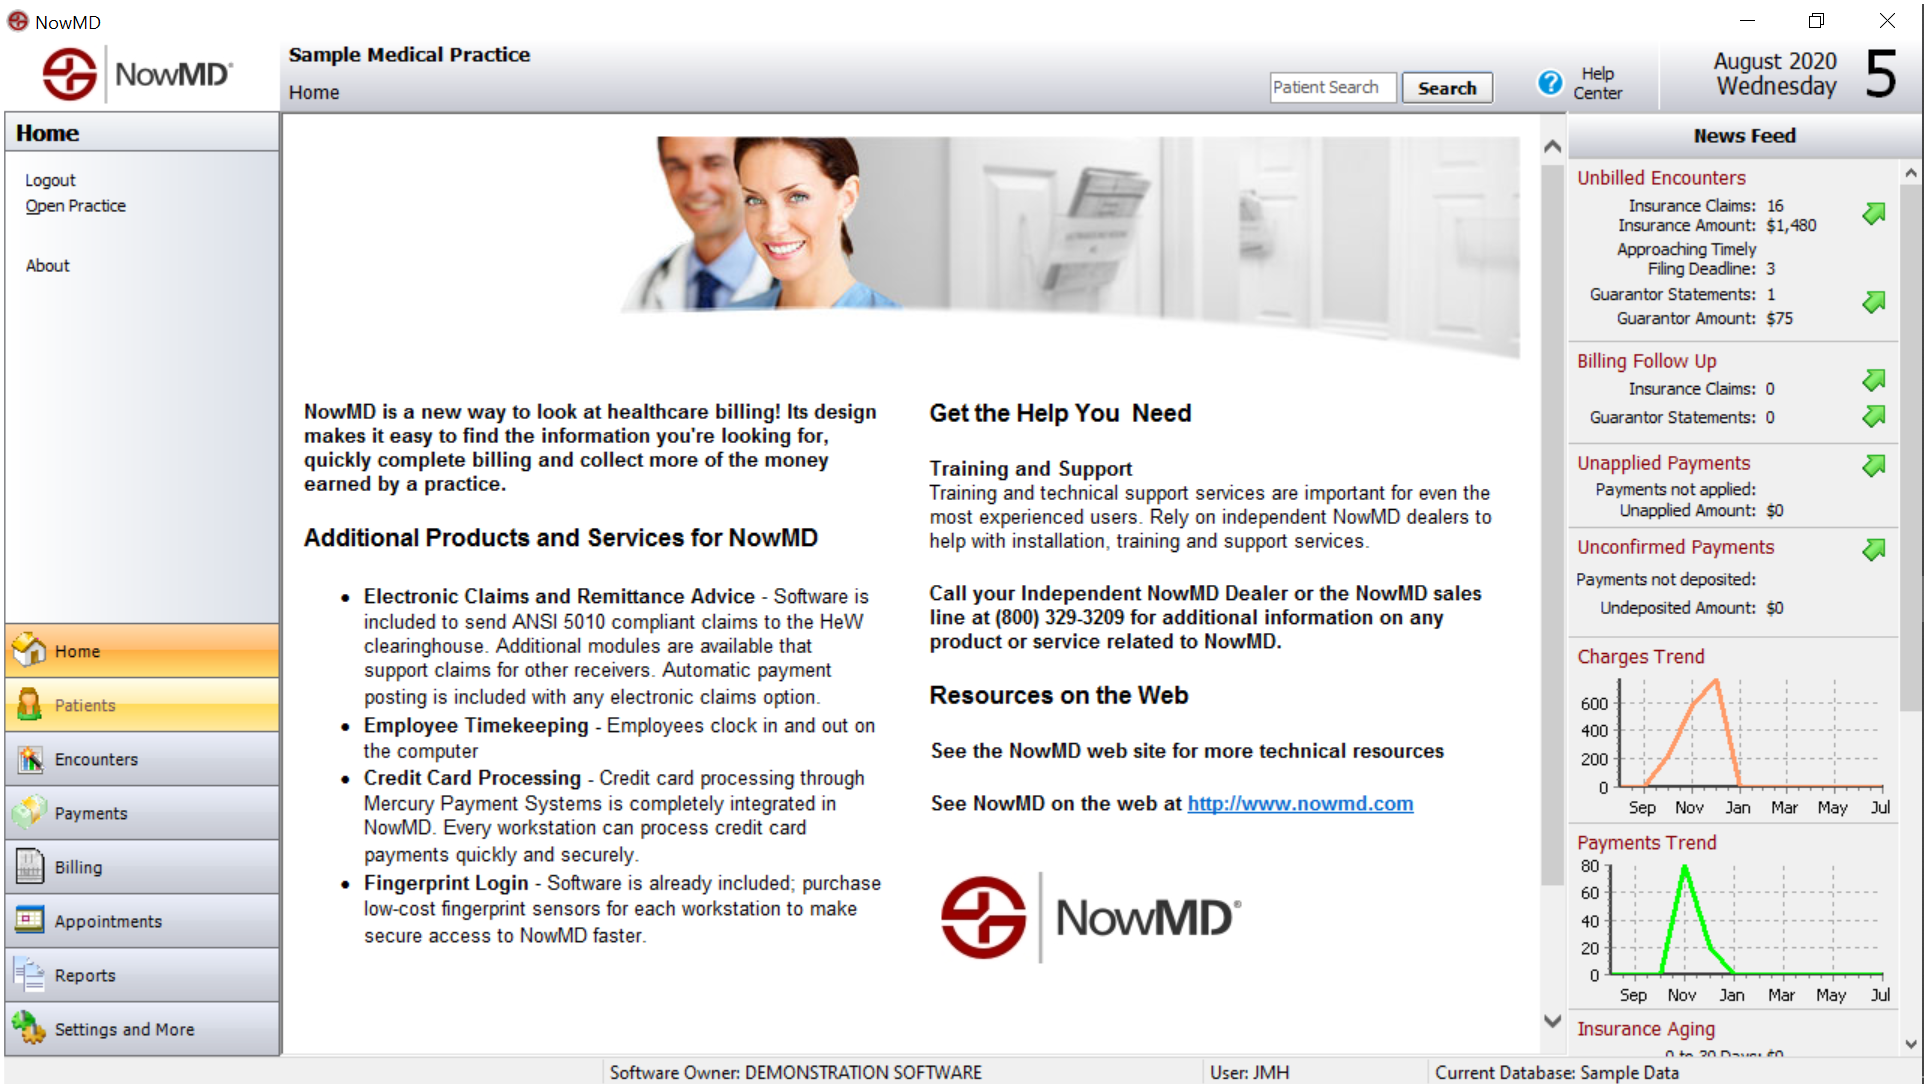 NowMD
NowMD®
Sample Medical Practice
Home
Patient Search
Search
?
Help
Center
August 2020
Wednesday
5
Home
Logout
Open Practice
About
Home
Patients
Encounters
Payments
Billing
Appointments
Reports
Settings and More
NowMD is a new way to look at healthcare billing! Its design
makes it easy to find the information you're looking for,
quickly complete billing and collect more of the money
earned by a practice.
Additional Products and Services for NowMD
• Electronic Claims and Remittance Advice - Software is
included to send ANSI 5010 compliant claims to the HeW
clearinghouse. Additional modules are available that
support claims for other receivers. Automatic payment
posting is included with any electronic claims option.
• Employee Timekeeping - Employees clock in and out on
the computer
• Credit Card Processing - Credit card processing through
Mercury Payment Systems is completely integrated in
NowMD. Every workstation can process credit card
payments quickly and securely.
• Fingerprint Login - Software is already included; purchase
low-cost fingerprint sensors for each workstation to make
secure access to NowMD faster.
Get the Help You Need
Training and Support
Training and technical support services are important for even the
most experienced users. Rely on independent NowMD dealers to
help with installation, training and support services.
Call your Independent NowMD Dealer or the NowMD sales
line at (800) 329-3209 for additional information on any
product or service related to NowMD.
Resources on the Web
See the NowMD web site for more technical resources
See NowMD on the web at http://www.nowmd.com
NowMD®
News Feed
Unbilled Encounters
Insurance Claims: 16
Insurance Amount: $1,480
Approaching Timely
Filing Deadline: 3
Guarantor Statements: 1
Guarantor Amount: $75
Billing Follow Up
Insurance Claims: 0
Guarantor Statements: 0
Unapplied Payments
Payments not applied:
Unapplied Amount: $0
Unconfirmed Payments
Payments not deposited:
Undeposited Amount: $0
Charges Trend
600
400
200
0
Sep Nov Jan Mar May Jul
Payments Trend
80
60
40
20
0
Sep Nov Jan Mar May Jul
Insurance Aging
0 to 30 Days: $0
Software Owner: DEMONSTRATION SOFTWARE
User: JMH
Current Database: Sample Data